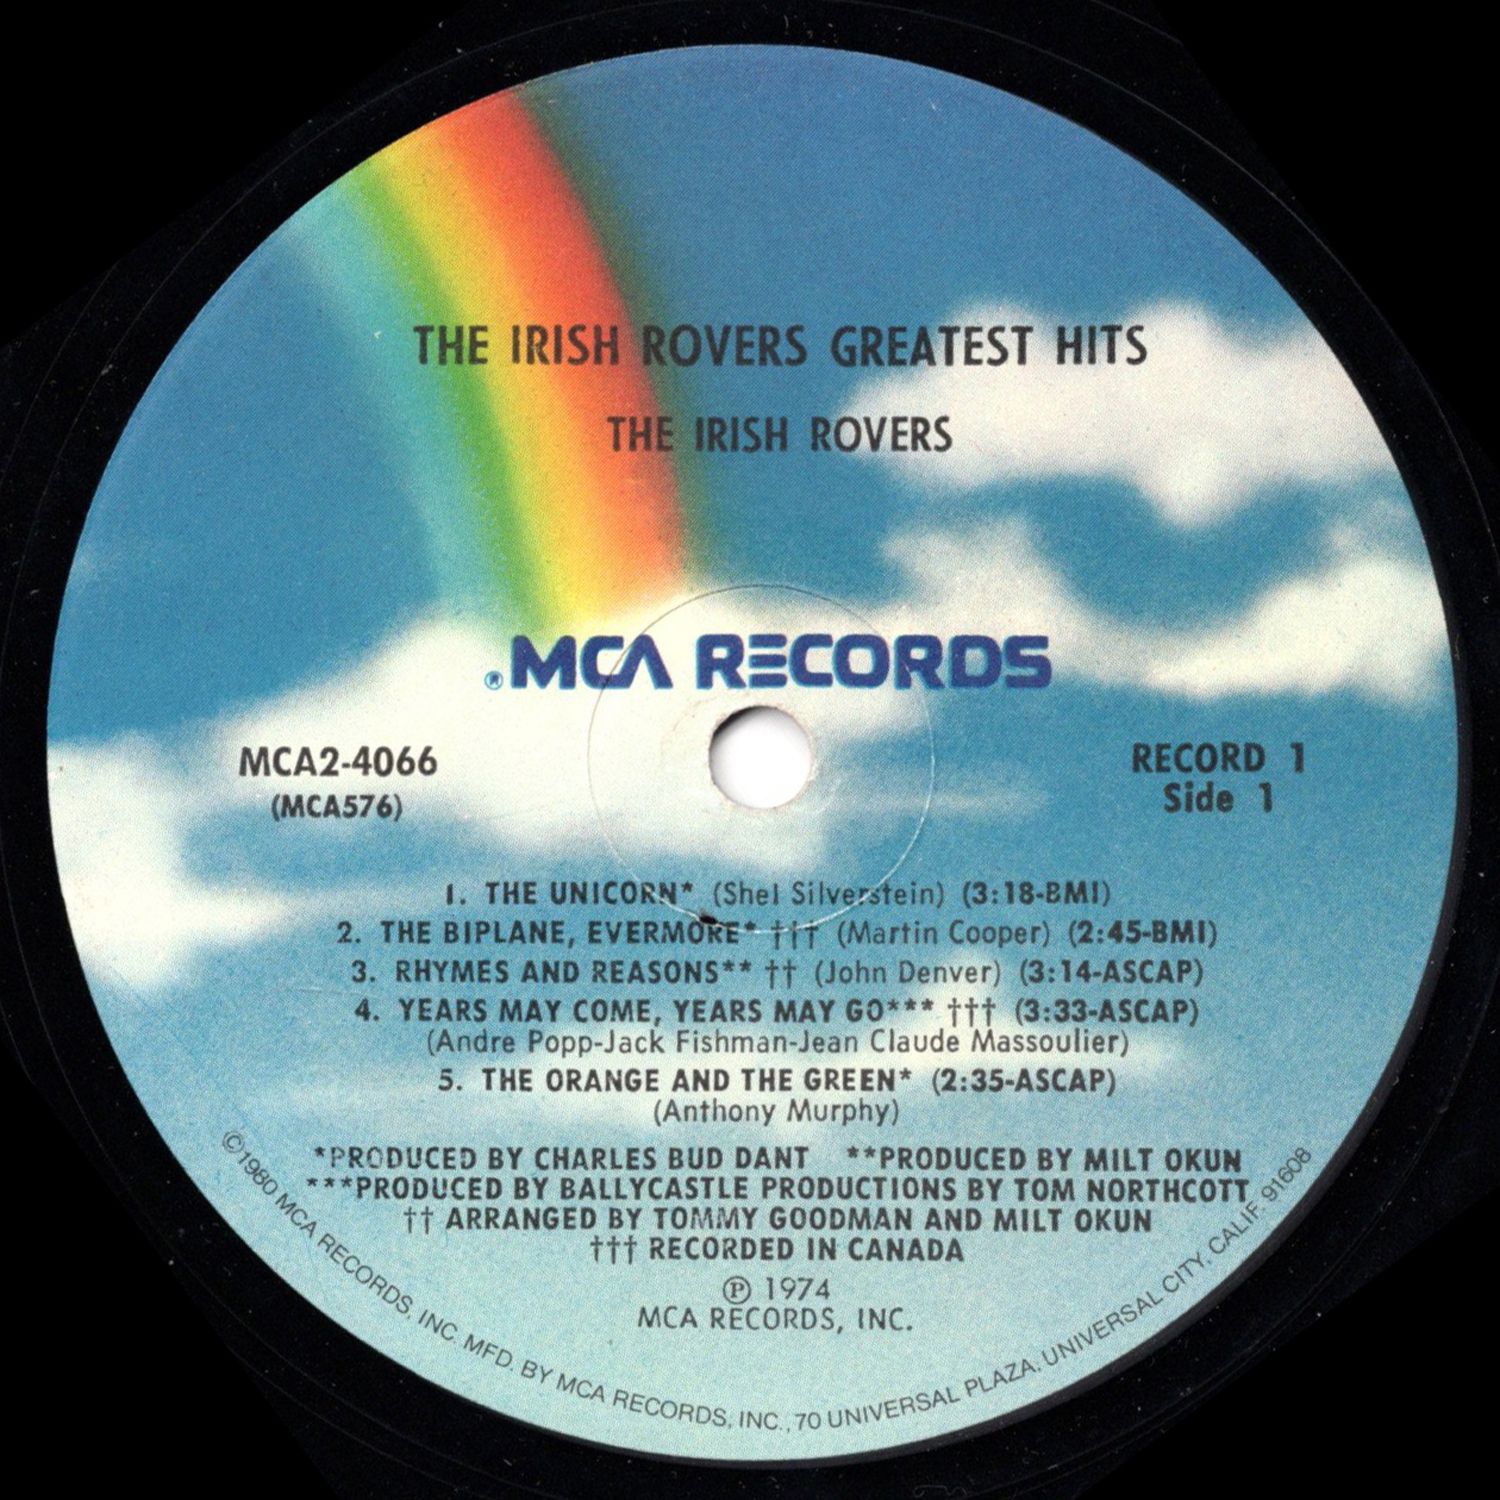 THE IRISH ROVERS GREATEST HITS
THE IRISH ROVERS
® MCA RECORDS
MCA2-4066
(MCA576)
RECORD 1
Side 1
1. THE UNICORN* (Shel Silverstein) (3:18-BMI)
2. THE BIPLANE, EVERMORE* ††† (Martin Cooper) (2:45-BMI)
3. RHYMES AND REASONS** †† (John Denver) (3:14-ASCAP)
4. YEARS MAY COME, YEARS MAY GO*** ††† (3:33-ASCAP)
(Andre Popp-Jack Fishman-Jean Claude Massoulier)
5. THE ORANGE AND THE GREEN* (2:35-ASCAP)
(Anthony Murphy)
*PRODUCED BY CHARLES BUD DANT **PRODUCED BY MILT OKUN
***PRODUCED BY BALLYCASTLE PRODUCTIONS BY TOM NORTHCOTT
†† ARRANGED BY TOMMY GOODMAN AND MILT OKUN
††† RECORDED IN CANADA
℗ 1974
MCA RECORDS, INC.
©1980 MCA RECORDS, INC. MFD. BY MCA RECORDS, INC., 70 UNIVERSAL PLAZA, UNIVERSAL CITY, CALIF. 91608